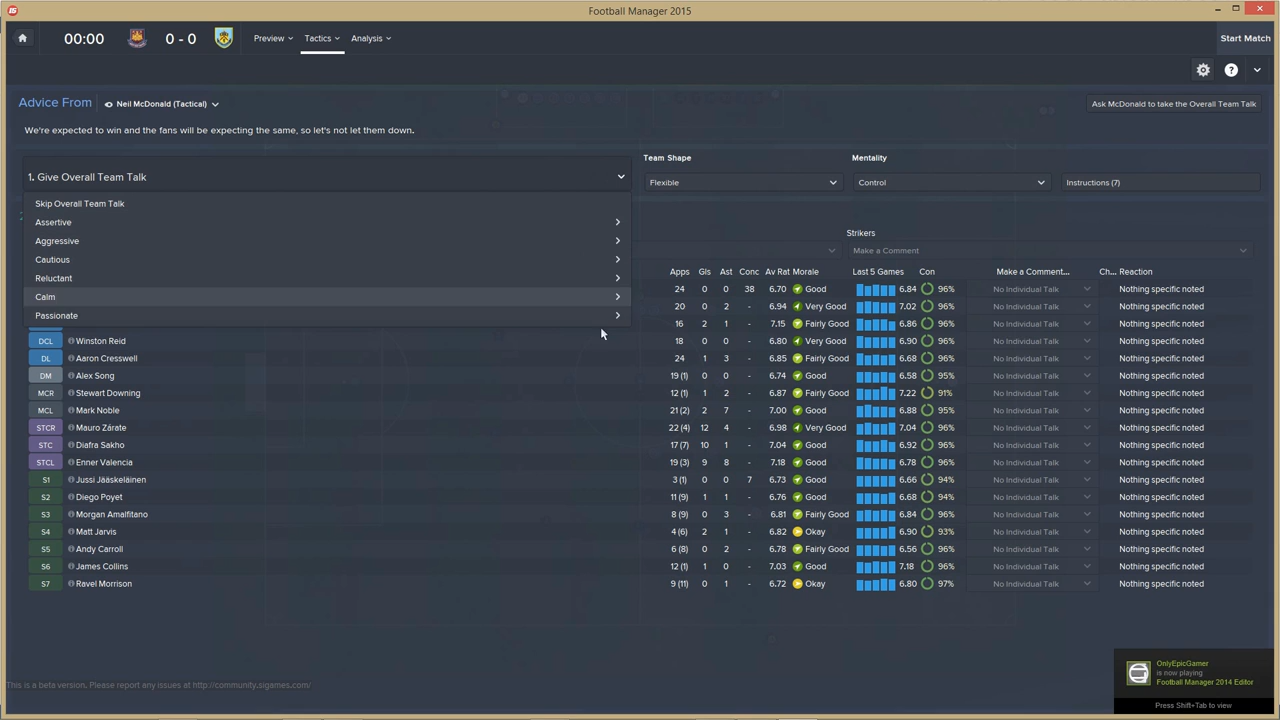 Football Manager 2015
00:00 0 - 0 Preview Tactics Analysis Start Match
Advice From Neil McDonald (Tactical) Ask McDonald to take the Overall Team Talk
We're expected to win and the fans will be expecting the same, so let's not let them down.
Team Shape Mentality
1. Give Overall Team Talk
Flexible Control Instructions (7)
Skip Overall Team Talk
Assertive
Aggressive
Cautious
Reluctant
Calm
Passionate
Strikers
Make a Comment
Apps Gls Ast Conc Av Rat Morale Last 5 Games Con Make a Comment... Ch... Reaction
24 0 0 38 6.70 Good 6.84 96% No Individual Talk Nothing specific noted
20 0 2 - 6.96 Very Good 7.02 96% No Individual Talk Nothing specific noted
16 2 1 - 7.15 Fairly Good 6.86 96% No Individual Talk Nothing specific noted
DCL Winston Reid 18 0 0 - 6.80 Very Good 6.90 96% No Individual Talk Nothing specific noted
DL Aaron Cresswell 24 1 3 - 6.85 Fairly Good 6.68 96% No Individual Talk Nothing specific noted
DM Alex Song 19 (1) 0 0 - 6.74 Good 6.58 95% No Individual Talk Nothing specific noted
MCR Stewart Downing 12 (1) 1 2 - 6.87 Fairly Good 7.22 91% No Individual Talk Nothing specific noted
MCL Mark Noble 21 (2) 2 7 - 7.00 Good 6.88 95% No Individual Talk Nothing specific noted
STCR Mauro Zárate 22 (4) 12 4 - 6.98 Very Good 7.04 96% No Individual Talk Nothing specific noted
STC Diafra Sakho 17 (7) 10 1 - 7.04 Good 6.92 96% No Individual Talk Nothing specific noted
STCL Enner Valencia 19 (3) 9 8 - 7.18 Good 6.78 96% No Individual Talk Nothing specific noted
S1 Jussi Jääskeläinen 3 (1) 0 0 7 6.73 Good 6.66 94% No Individual Talk Nothing specific noted
S2 Diego Poyet 11 (9) 1 1 - 6.76 Good 6.68 94% No Individual Talk Nothing specific noted
S3 Morgan Amalfitano 8 (9) 0 3 - 6.81 Fairly Good 6.84 96% No Individual Talk Nothing specific noted
S4 Matt Jarvis 4 (6) 2 1 - 6.82 Okay 6.90 93% No Individual Talk Nothing specific noted
S5 Andy Carroll 6 (8) 0 2 - 6.78 Fairly Good 6.56 96% No Individual Talk Nothing specific noted
S6 James Collins 12 (1) 0 0 - 7.03 Good 7.18 96% No Individual Talk Nothing specific noted
S7 Ravel Morrison 9 (11) 0 1 - 6.72 Okay 6.80 97% No Individual Talk Nothing specific noted
This is a beta version. Please report any issues at http://community.sigames.com/
OnlyEpicGamer
is now playing
Football Manager 2014 Editor
Press Shift+Tab to view